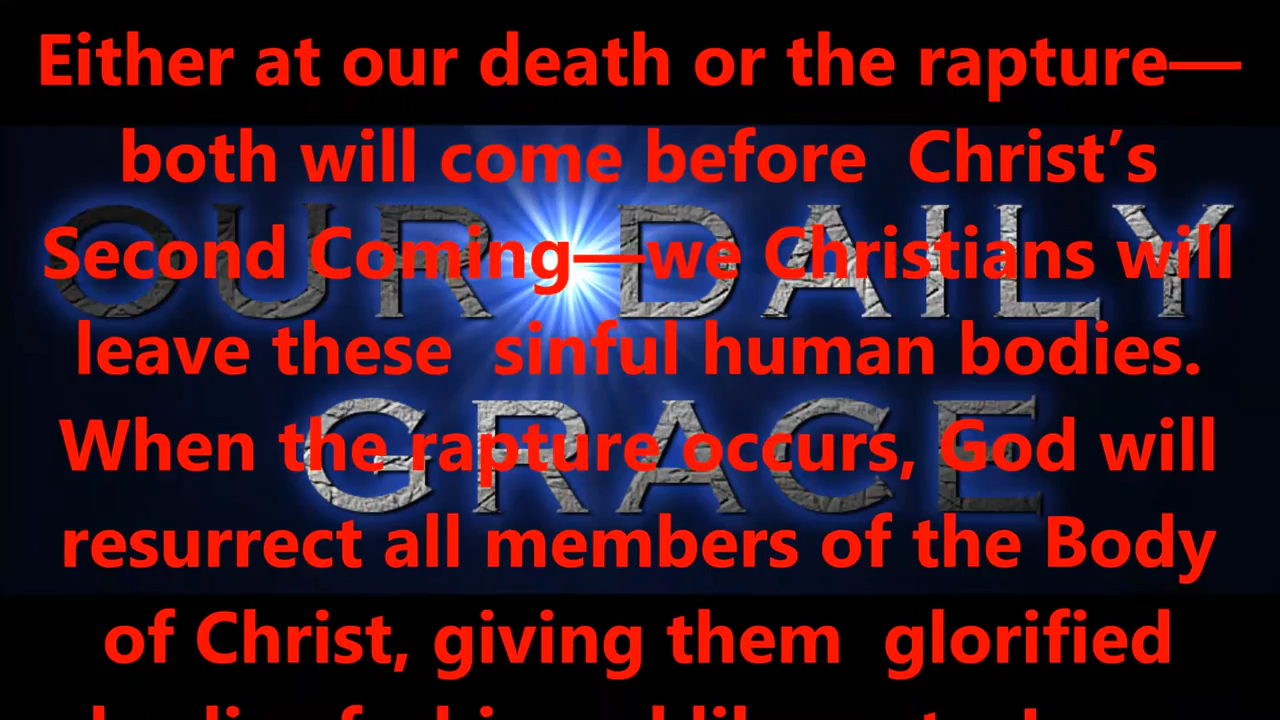 Either at our death or the rapture—
both will come before  Christ’s
OUR DAILY
Second Coming—we Christians will
leave these  sinful human bodies.
GRACE
When the rapture occurs, God will
resurrect all members of the Body
of Christ, giving them  glorified